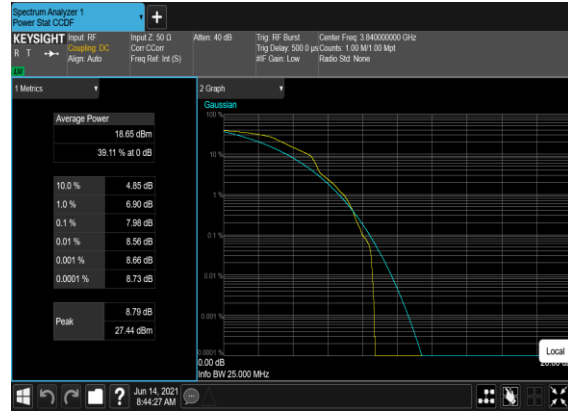 Spectrum Analyzer 1
Power Stat CCDF
KEYSIGHT
R T
LXI
Input: RF
Coupling: DC
Align: Auto
Input Z: 50 Ω
Corr CCorr
Freq Ref: Int (S)
Atten: 40 dB
Trig: RF Burst
Trig Delay: 500.0 µs
#IF Gain: Low
Center Freq: 3.840000000 GHz
Counts: 1.00 M/1.00 Mpt
Radio Std: None
1 Metrics
Average Power
18.65 dBm
39.11 % at 0 dB
10.0 % 4.85 dB
1.0 % 6.90 dB
0.1 % 7.98 dB
0.01 % 8.56 dB
0.001 % 8.66 dB
0.0001 % 8.73 dB
Peak
8.79 dB
27.44 dBm
2 Graph
Gaussian
100 %
10 %
1 %
0.1 %
0.01 %
0.001 %
0.0001 %
0.00 dB
Info BW 25.000 MHz
Local
?
Jun 14, 2021
8:44:27 AM